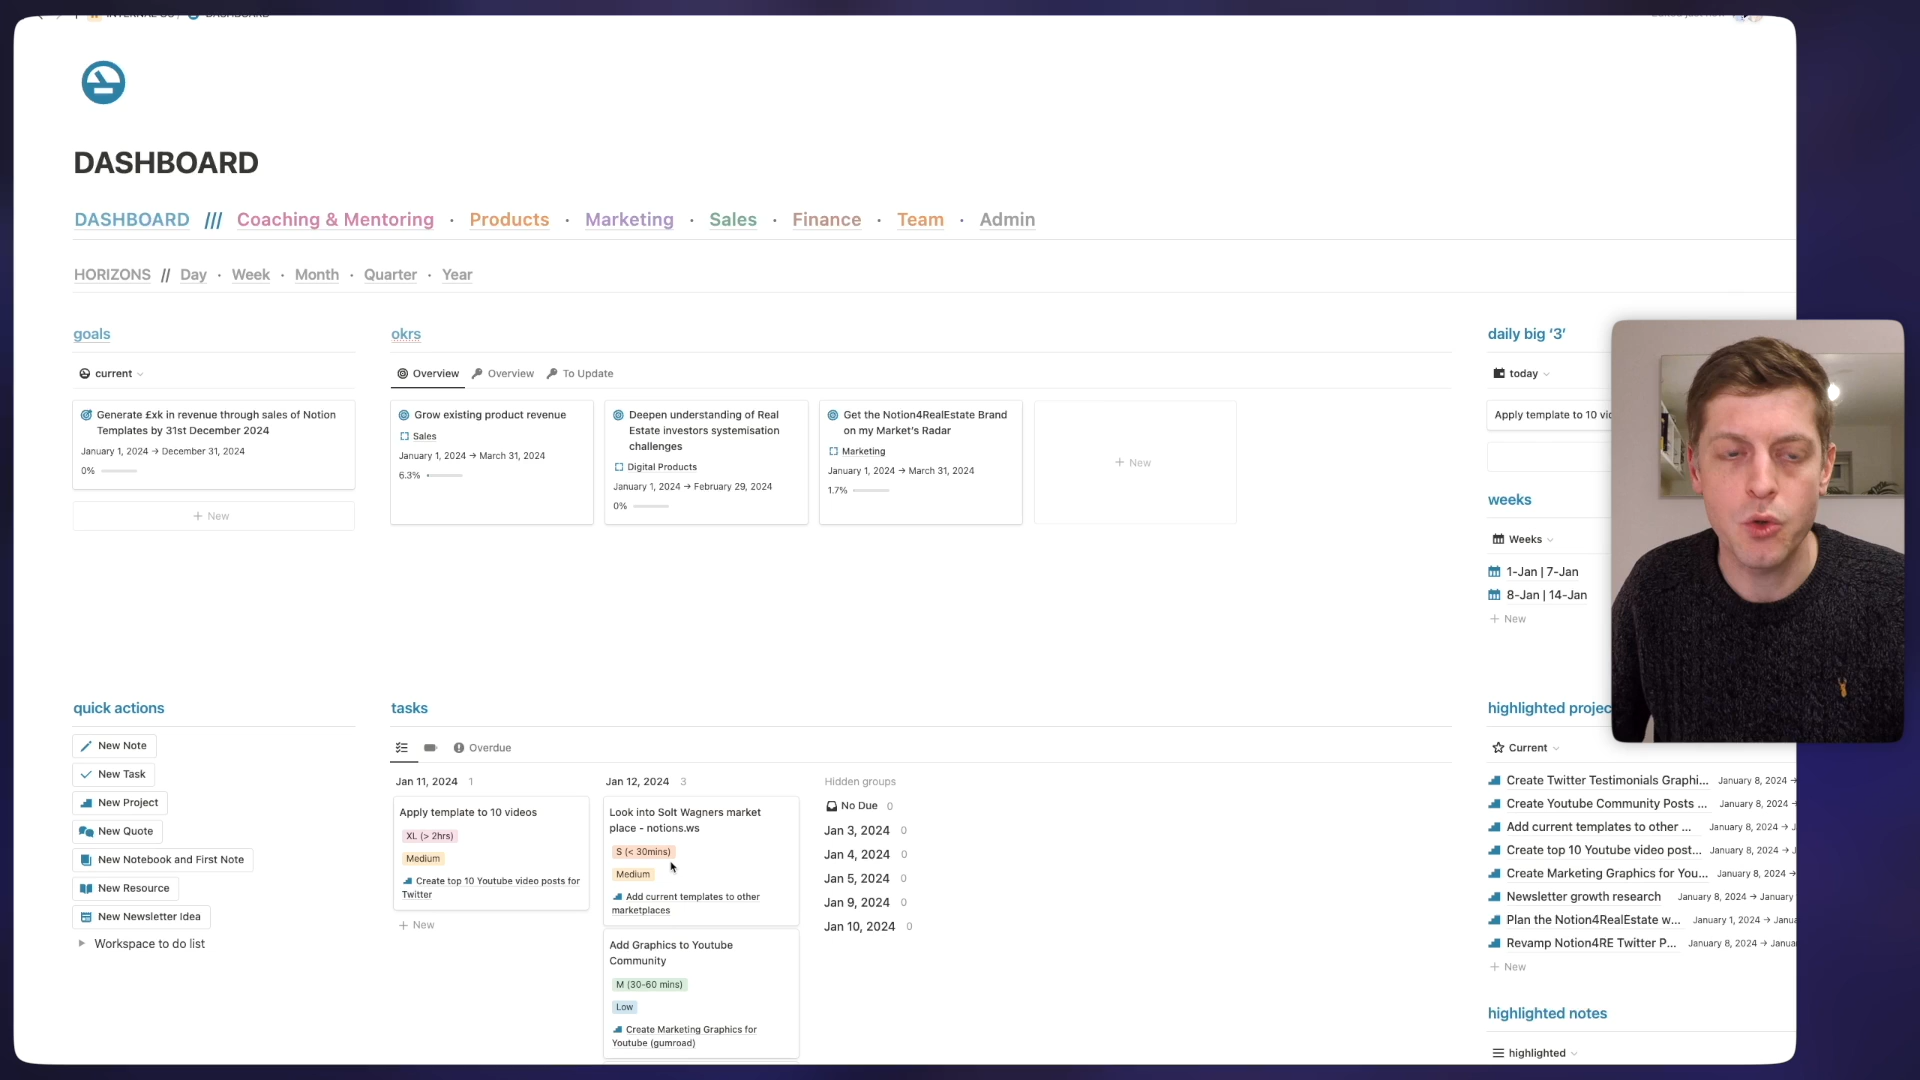 DASHBOARD
DASHBOARD /// Coaching & Mentoring · Products · Marketing · Sales · Finance · Team · Admin
HORIZONS // Day · Week · Month · Quarter · Year
goals
current
Generate £xk in revenue through sales of Notion
Templates by 31st December 2024
January 1, 2024 → December 31, 2024
0%
+ New
okrs
Overview Overview To Update
Grow existing product revenue
Sales
January 1, 2024 → March 31, 2024
6.3%
Deepen understanding of Real
Estate investors systemisation
challenges
Digital Products
January 1, 2024 → February 29, 2024
0%
Get the Notion4RealEstate Brand
on my Market's Radar
Marketing
January 1, 2024 → March 31, 2024
1.7%
+ New
daily big '3'
today
Apply template to 10 vid
weeks
Weeks
1-Jan | 7-Jan
8-Jan | 14-Jan
+ New
quick actions
New Note
New Task
New Project
New Quote
New Notebook and First Note
New Resource
New Newsletter Idea
Workspace to do list
tasks
Overdue
Jan 11, 2024 1
Apply template to 10 videos
XL (> 2hrs)
Medium
Create top 10 Youtube video posts for
Twitter
+ New
Jan 12, 2024 3
Look into Solt Wagners market
place - notions.ws
S (< 30mins)
Medium
Add current templates to other
marketplaces
Add Graphics to Youtube
Community
M (30-60 mins)
Low
Create Marketing Graphics for
Youtube (gumroad)
Hidden groups
No Due 0
Jan 3, 2024 0
Jan 4, 2024 0
Jan 5, 2024 0
Jan 9, 2024 0
Jan 10, 2024 0
highlighted projec
Current
Create Twitter Testimonials Graphi... January 8, 2024 →
Create Youtube Community Posts ... January 8, 2024 →
Add current templates to other ... January 8, 2024 → J
Create top 10 Youtube video post... January 8, 2024 → J
Create Marketing Graphics for You... January 8, 2024 →
Newsletter growth research January 8, 2024 → January
Plan the Notion4RealEstate w... January 1, 2024 → Janua
Revamp Notion4RE Twitter P... January 8, 2024 → Janua
+ New
highlighted notes
highlighted